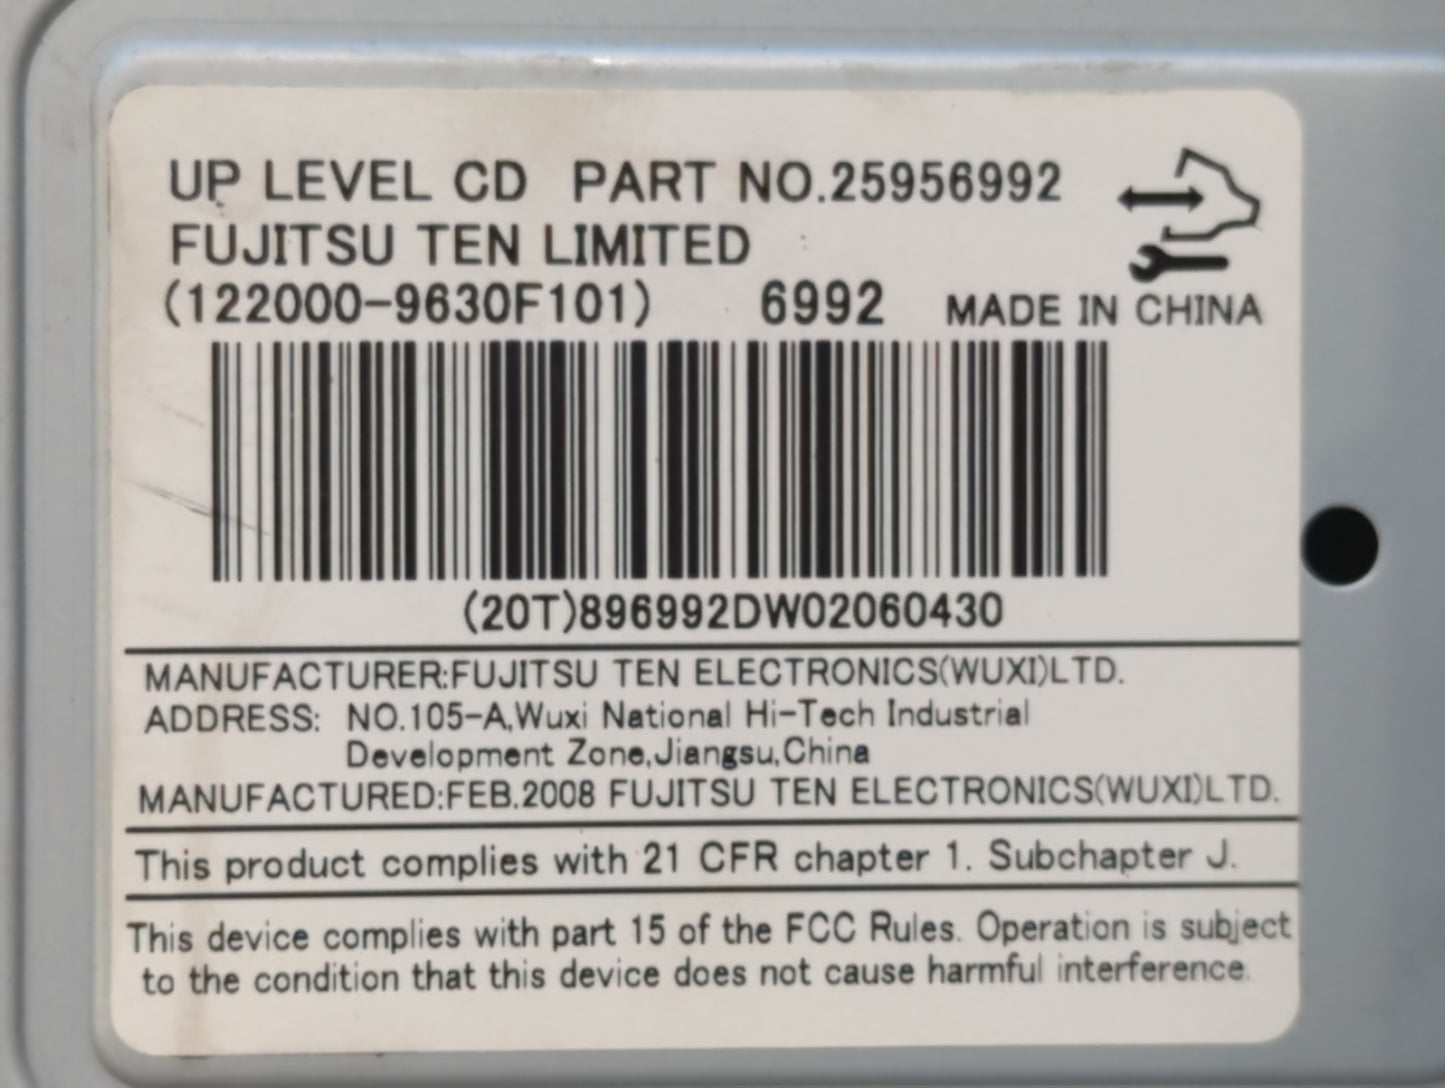 UP LEVEL CD PART NO.25956992
FUJITSU TEN LIMITED
(122000-9630F101) 6992 MADE IN CHINA
(20T)896992DW02060430
MANUFACTURER:FUJITSU TEN ELECTRONICS(WUXI)LTD.
ADDRESS: NO.105-A,Wuxi National Hi-Tech Industrial
Development Zone,Jiangsu,China
MANUFACTURED:FEB.2008 FUJITSU TEN ELECTRONICS(WUXI)LTD.
This product complies with 21 CFR chapter 1. Subchapter J.
This device complies with part 15 of the FCC Rules. Operation is subject
to the condition that this device does not cause harmful interference.